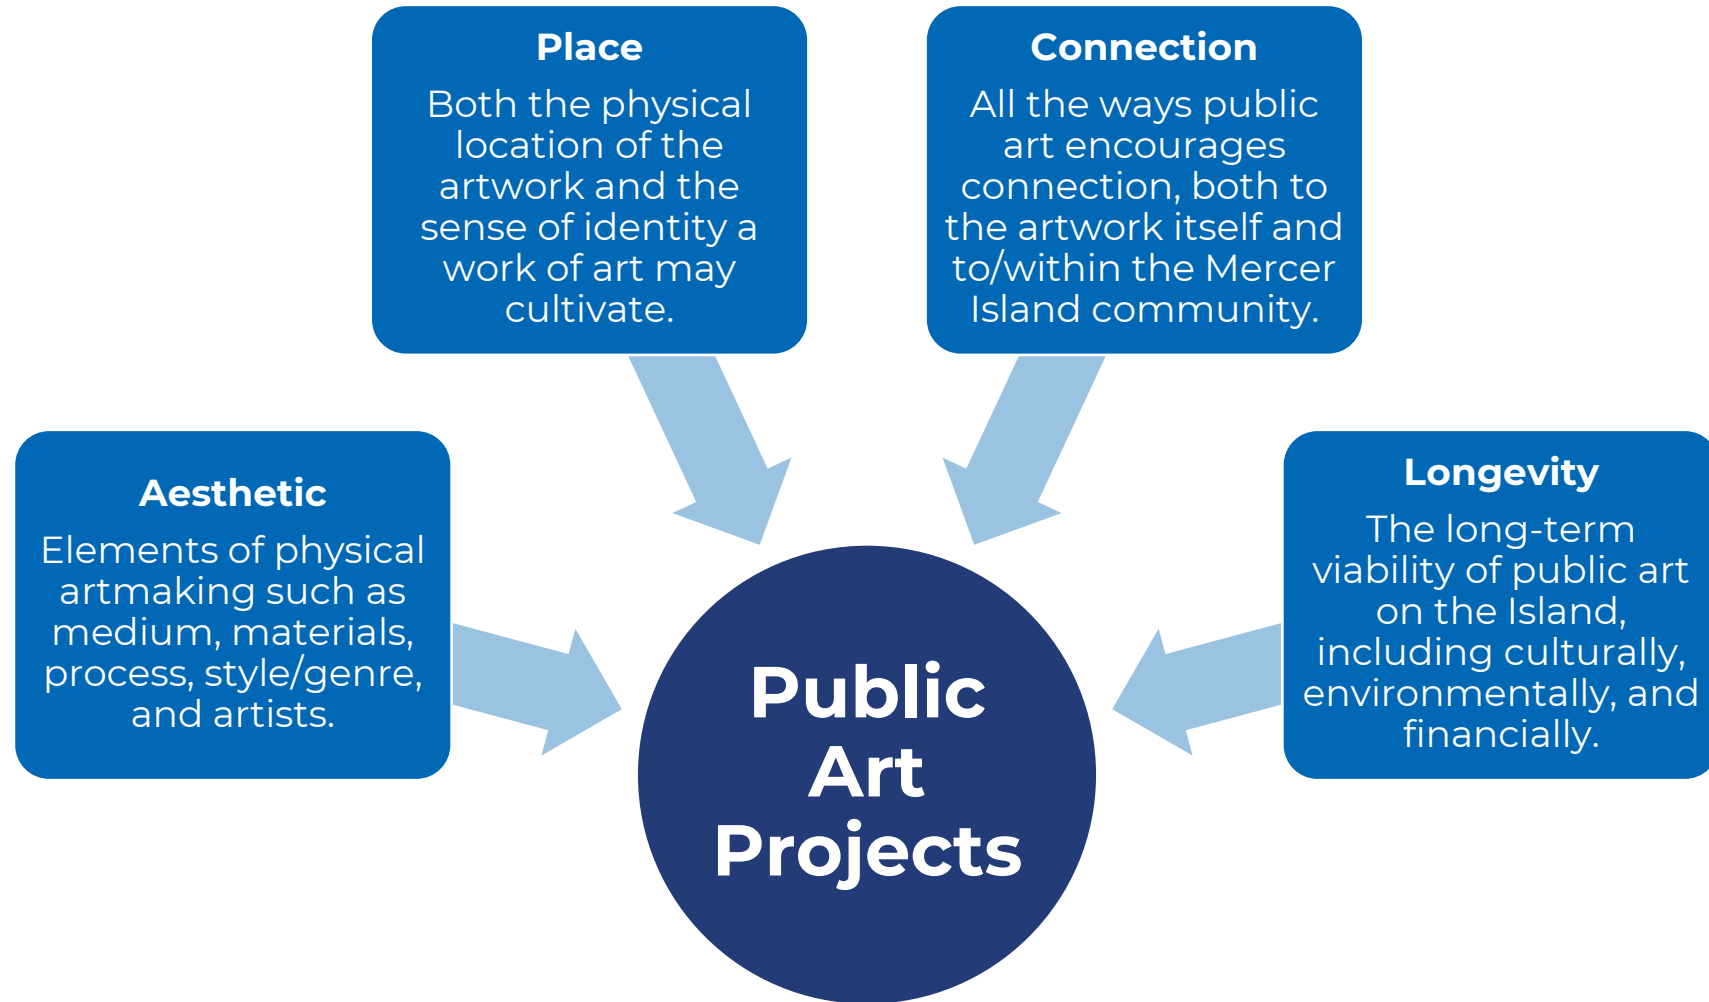 Place
Both the physical
location of the
artwork and the
sense of identity a
work of art may
cultivate.
Connection
All the ways public
art encourages
connection, both to
the artwork itself and
to/within the Mercer
Island community.
Aesthetic
Elements of physical
artmaking such as
medium, materials,
process, style/genre,
and artists.
Longevity
The long-term
viability of public art
on the Island,
including culturally,
environmentally, and
financially.
Public
Art
Projects